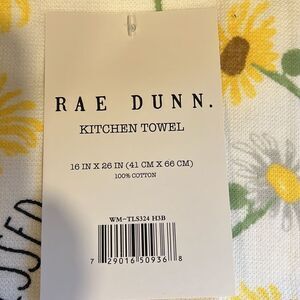 RAE DUNN.
KITCHEN TOWEL
16 IN X 26 IN (41 CM X 66 CM)
100% COTTON
WM-TLS324 H3B
7 29016 50936 8